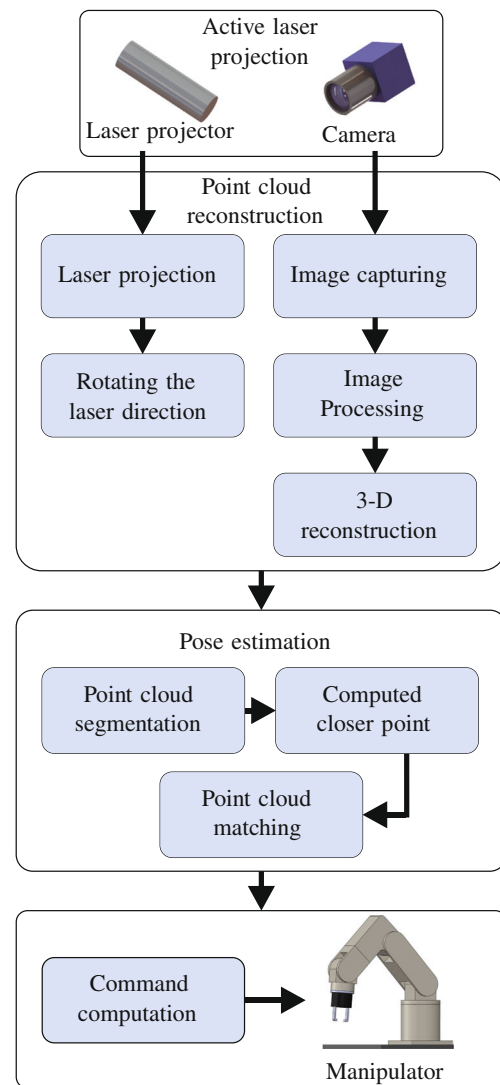 Active laser
projection
Laser projector
Camera
Point cloud
reconstruction
Laser projection
Image capturing
Rotating the
laser direction
Image
Processing
3-D
reconstruction
Pose estimation
Point cloud
segmentation
Computed
closer point
Point cloud
matching
Command
computation
Manipulator